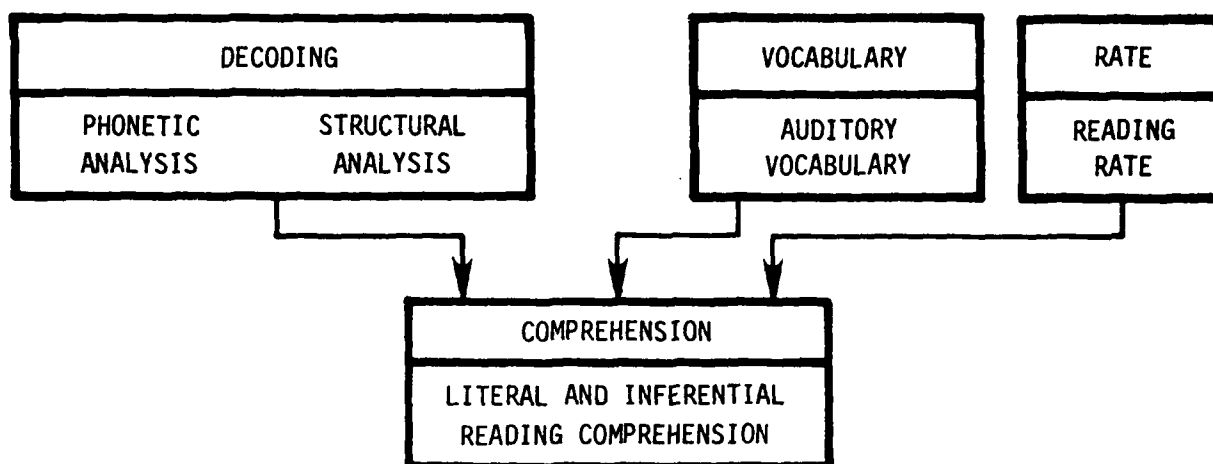 DECODING
PHONETIC ANALYSIS
STRUCTURAL ANALYSIS
VOCABULARY
AUDITORY
VOCABULARY
RATE
READING
RATE
COMPREHENSION
LITERAL AND INFERENTIAL
READING COMPREHENSION